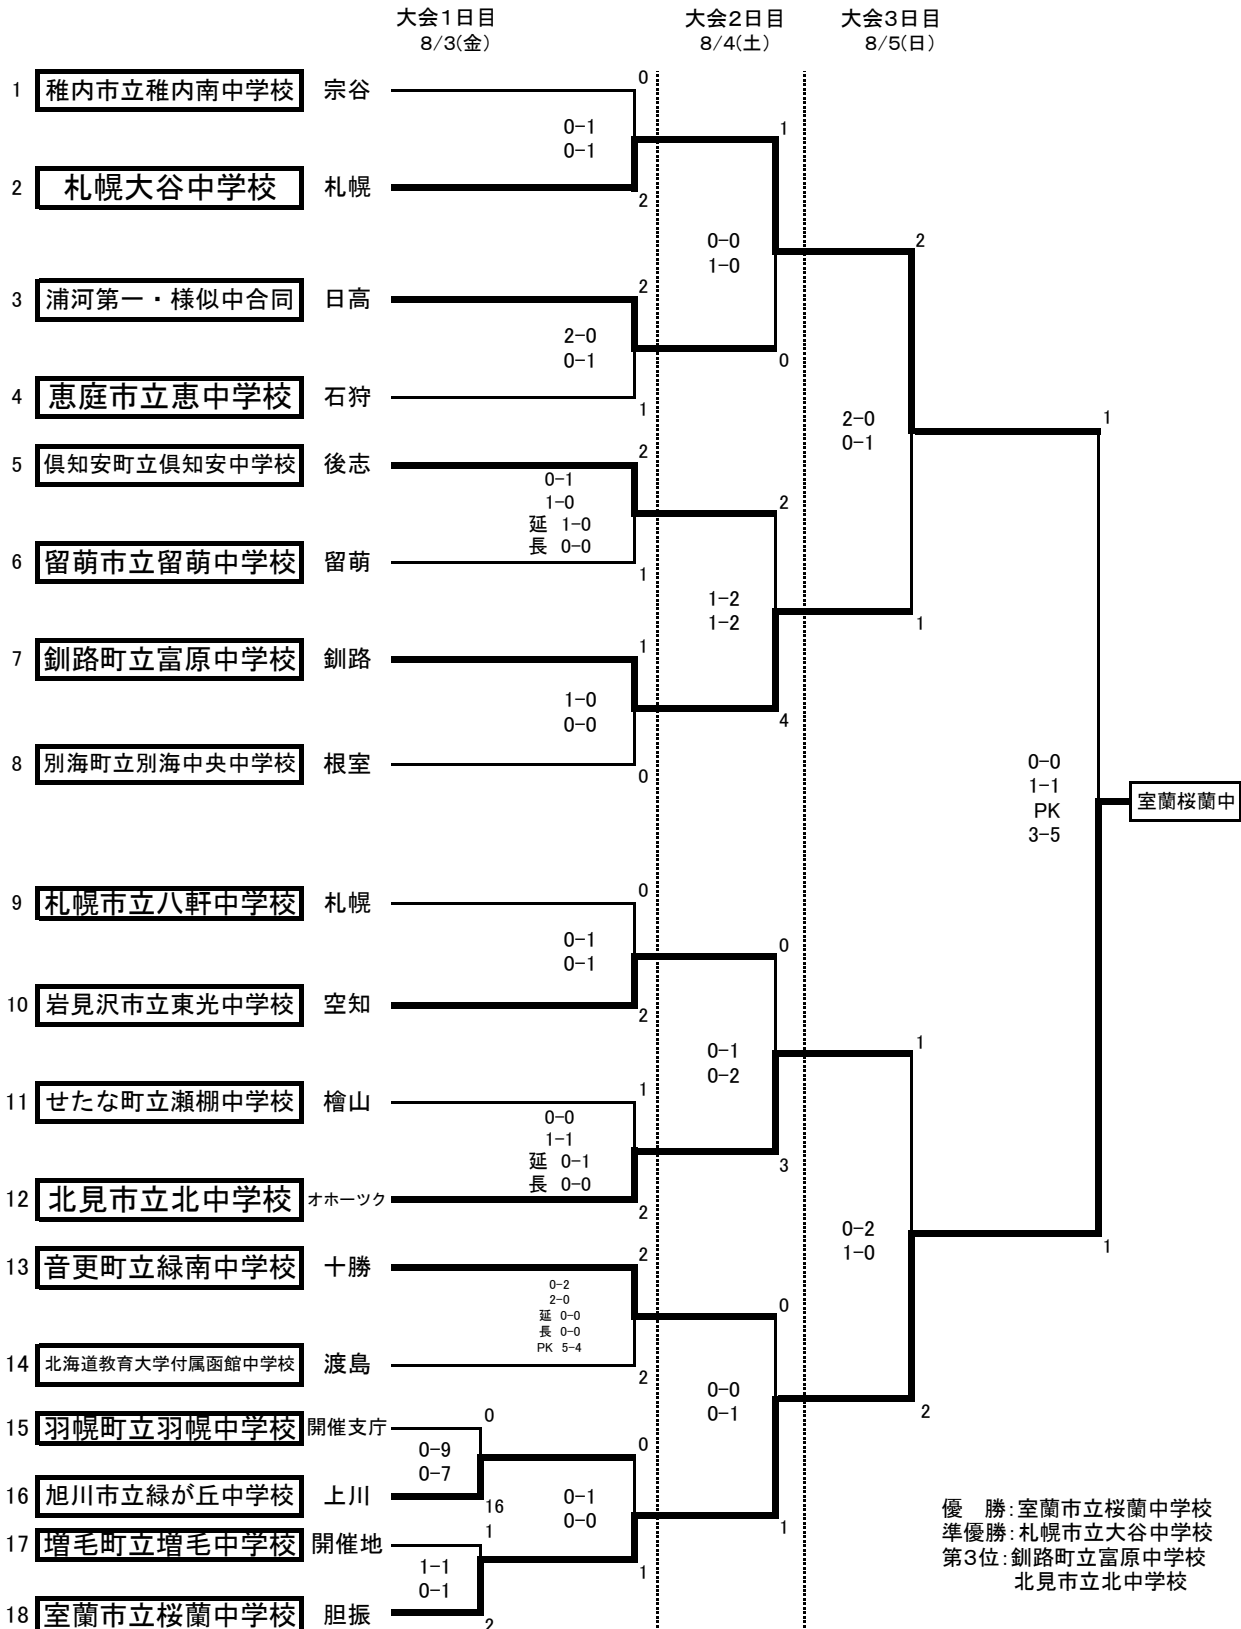 大会1日目
8/3(金)
大会2日目
8/4(土)
大会3日目
8/5(日)
1 稚内市立稚内南中学校 宗谷
0
0-1
0-1
2 札幌大谷中学校 札幌
2
1
0-0
1-0
3 浦河第一・様似中合同 日高
2
2-0
0-1
4 恵庭市立恵中学校 石狩
1
0
2
2-0
0-1
5 倶知安町立倶知安中学校 後志
2
0-1
1-0
延 1-0
長 0-0
6 留萌市立留萌中学校 留萌
1
2
1-2
1-2
7 釧路町立富原中学校 釧路
1
1-0
0-0
8 別海町立別海中央中学校 根室
0
4
1
1
0-0
1-1
PK
3-5
室蘭桜蘭中
9 札幌市立八軒中学校 札幌
0
0-1
0-1
10 岩見沢市立東光中学校 空知
2
0
0-1
0-2
11 せたな町立瀬棚中学校 檜山
1
0-0
1-1
延 0-1
長 0-0
12 北見市立北中学校 オホーツク
2
3
1
0-2
1-0
13 音更町立緑南中学校 十勝
2
0-2
2-0
延 0-0
長 0-0
PK 5-4
14 北海道教育大学付属函館中学校 渡島
2
0
0-0
0-1
15 羽幌町立羽幌中学校 開催支庁
0
0-9
0-7
16 旭川市立緑が丘中学校 上川
16
0
0-1
0-0
17 増毛町立増毛中学校 開催地
1
1-1
0-1
18 室蘭市立桜蘭中学校 胆振
2
1
1
2
1
優 勝:室蘭市立桜蘭中学校
準優勝:札幌市立大谷中学校
第3位:釧路町立富原中学校
北見市立北中学校